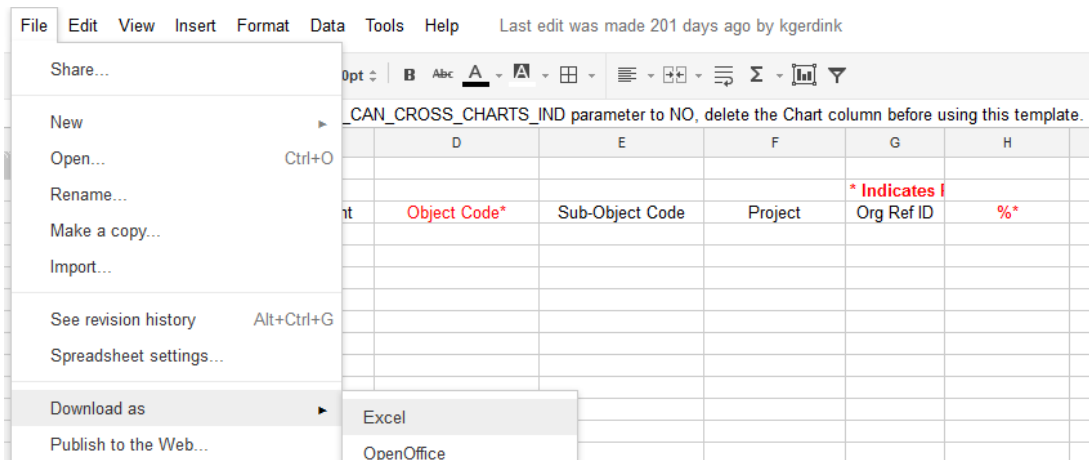 File Edit View Insert Format Data Tools Help Last edit was made 201 days ago by kgerdink
Share...
0pt B Abc A A Σ
_CAN_CROSS_CHARTS_IND parameter to NO, delete the Chart column before using this template.
New
D E F G H
Open... Ctrl+O
Rename...
* Indicates
nt Object Code* Sub-Object Code Project Org Ref ID %*
Make a copy...
Import...
See revision history Alt+Ctrl+G
Spreadsheet settings...
Download as
Excel
Publish to the Web...
OpenOffice